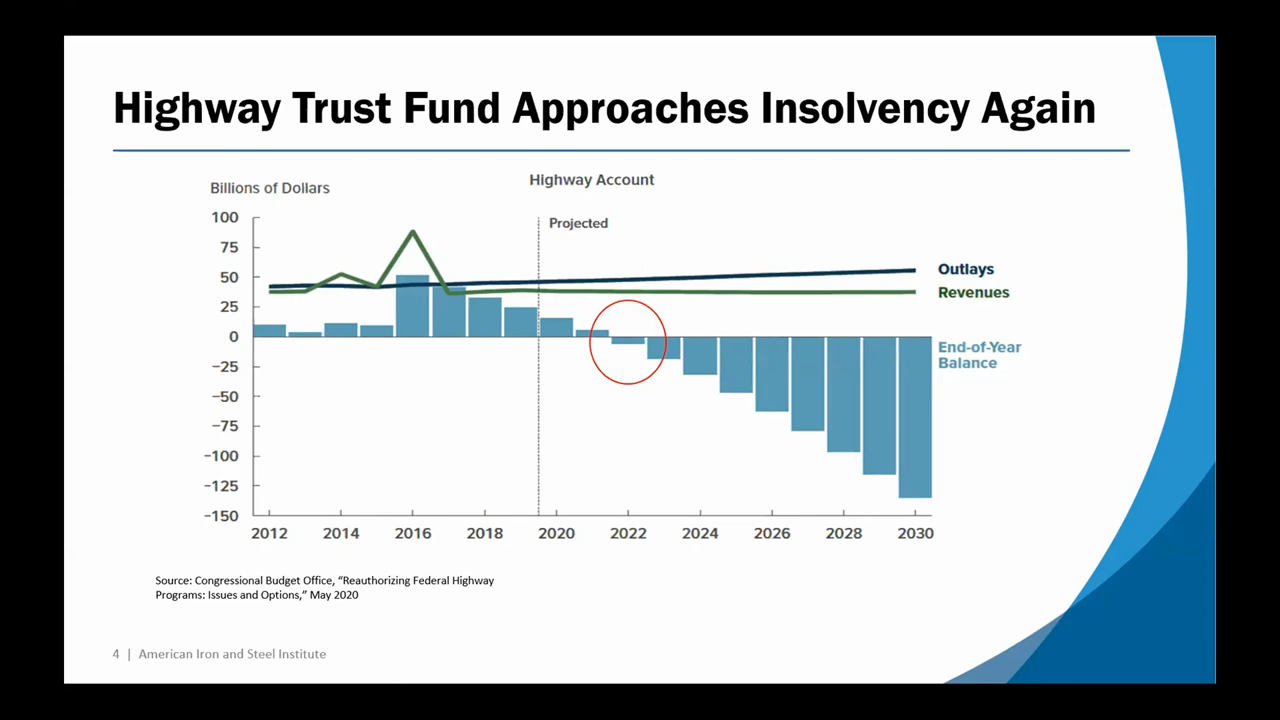 Highway Trust Fund Approaches Insolvency Again
Highway Account
Billions of Dollars
Projected
100
75
50
25
0
−25
−50
−75
−100
−125
−150
Outlays
Revenues
End-of-Year
Balance
2012 2014 2016 2018 2020 2022 2024 2026 2028 2030
Source: Congressional Budget Office, “Reauthorizing Federal Highway
Programs: Issues and Options,” May 2020
4 | American Iron and Steel Institute